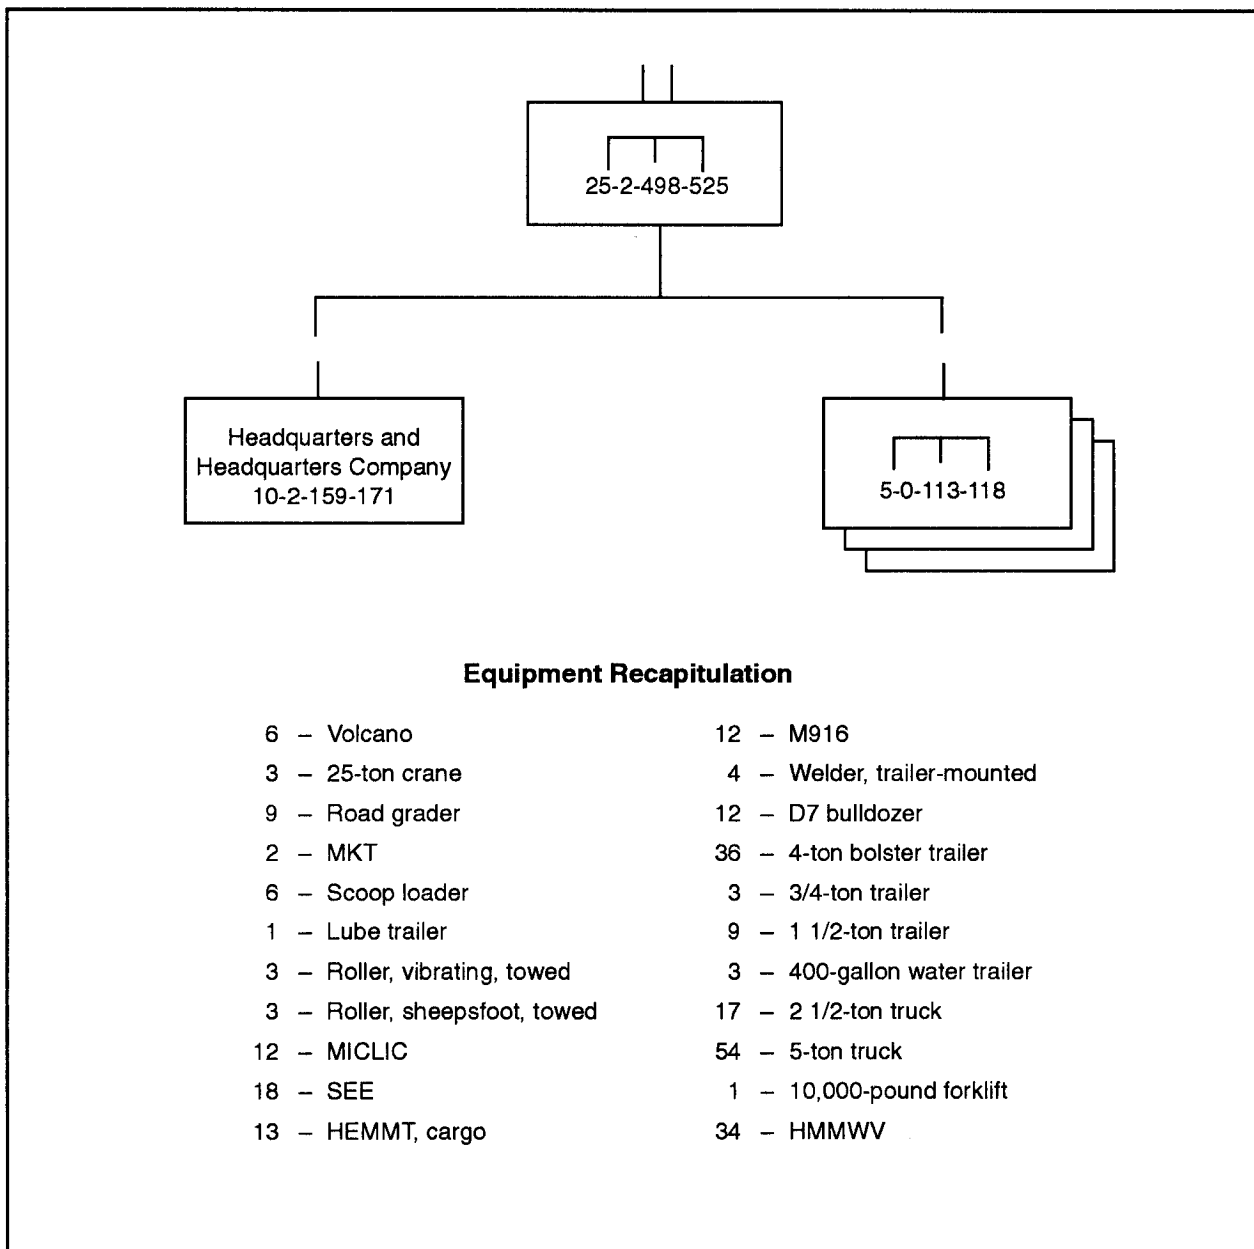 25-2-498-525
Headquarters and
Headquarters Company
10-2-159-171
5-0-113-118
Equipment Recapitulation
6 – Volcano
3 – 25-ton crane
9 – Road grader
2 – MKT
6 – Scoop loader
1 – Lube trailer
3 – Roller, vibrating, towed
3 – Roller, sheepsfoot, towed
12 – MICLIC
18 – SEE
13 – HEMMT, cargo
12 – M916
4 – Welder, trailer-mounted
12 – D7 bulldozer
36 – 4-ton bolster trailer
3 – 3/4-ton trailer
9 – 1 1/2-ton trailer
3 – 400-gallon water trailer
17 – 2 1/2-ton truck
54 – 5-ton truck
1 – 10,000-pound forklift
34 – HMMWV